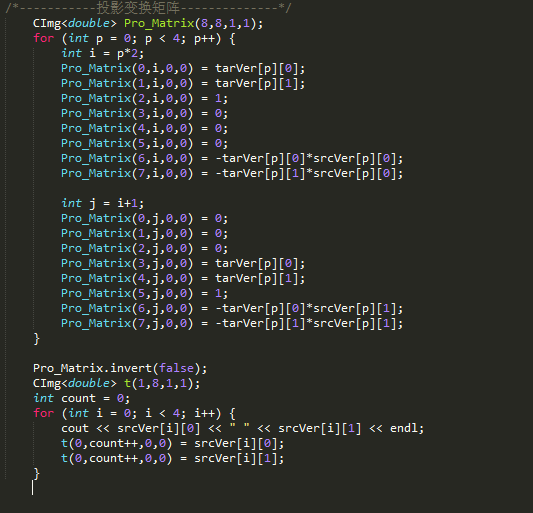 /*-----------投影变换矩阵--------------*/
CImg<double> Pro_Matrix(8,8,1,1);
for (int p = 0; p < 4; p++) {
int i = p*2;
Pro_Matrix(0,i,0,0) = tarVer[p][0];
Pro_Matrix(1,i,0,0) = tarVer[p][1];
Pro_Matrix(2,i,0,0) = 1;
Pro_Matrix(3,i,0,0) = 0;
Pro_Matrix(4,i,0,0) = 0;
Pro_Matrix(5,i,0,0) = 0;
Pro_Matrix(6,i,0,0) = -tarVer[p][0]*srcVer[p][0];
Pro_Matrix(7,i,0,0) = -tarVer[p][1]*srcVer[p][0];
int j = i+1;
Pro_Matrix(0,j,0,0) = 0;
Pro_Matrix(1,j,0,0) = 0;
Pro_Matrix(2,j,0,0) = 0;
Pro_Matrix(3,j,0,0) = tarVer[p][0];
Pro_Matrix(4,j,0,0) = tarVer[p][1];
Pro_Matrix(5,j,0,0) = 1;
Pro_Matrix(6,j,0,0) = -tarVer[p][0]*srcVer[p][1];
Pro_Matrix(7,j,0,0) = -tarVer[p][1]*srcVer[p][1];
}
Pro_Matrix.invert(false);
CImg<double> t(1,8,1,1);
int count = 0;
for (int i = 0; i < 4; i++) {
cout << srcVer[i][0] << " " << srcVer[i][1] << endl;
t(0,count++,0,0) = srcVer[i][0];
t(0,count++,0,0) = srcVer[i][1];
}